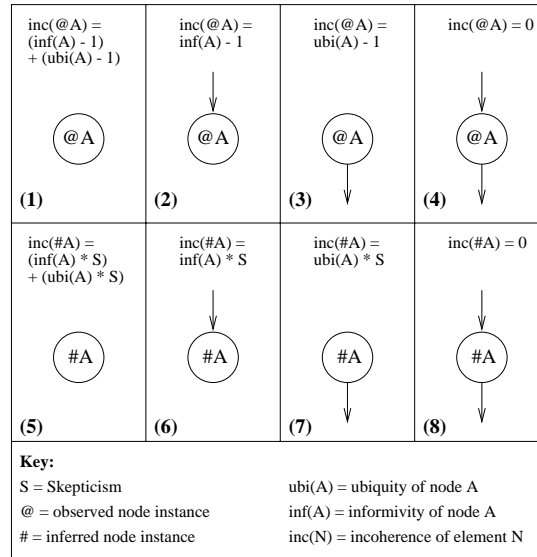 inc(@A) =
(inf(A) - 1)
+ (ubi(A) - 1)
@A
(1)
inc(@A) =
inf(A) - 1
@A
(2)
inc(@A) =
ubi(A) - 1
@A
(3)
inc(@A) = 0
@A
(4)
inc(#A) =
(inf(A) * S)
+ (ubi(A) * S)
#A
(5)
inc(#A) =
inf(A) * S
#A
(6)
inc(#A) =
ubi(A) * S
#A
(7)
inc(#A) = 0
#A
(8)
Key:
S = Skepticism
@ = observed node instance
# = inferred node instance
ubi(A) = ubiquity of node A
inf(A) = informivity of node A
inc(N) = incoherence of element N